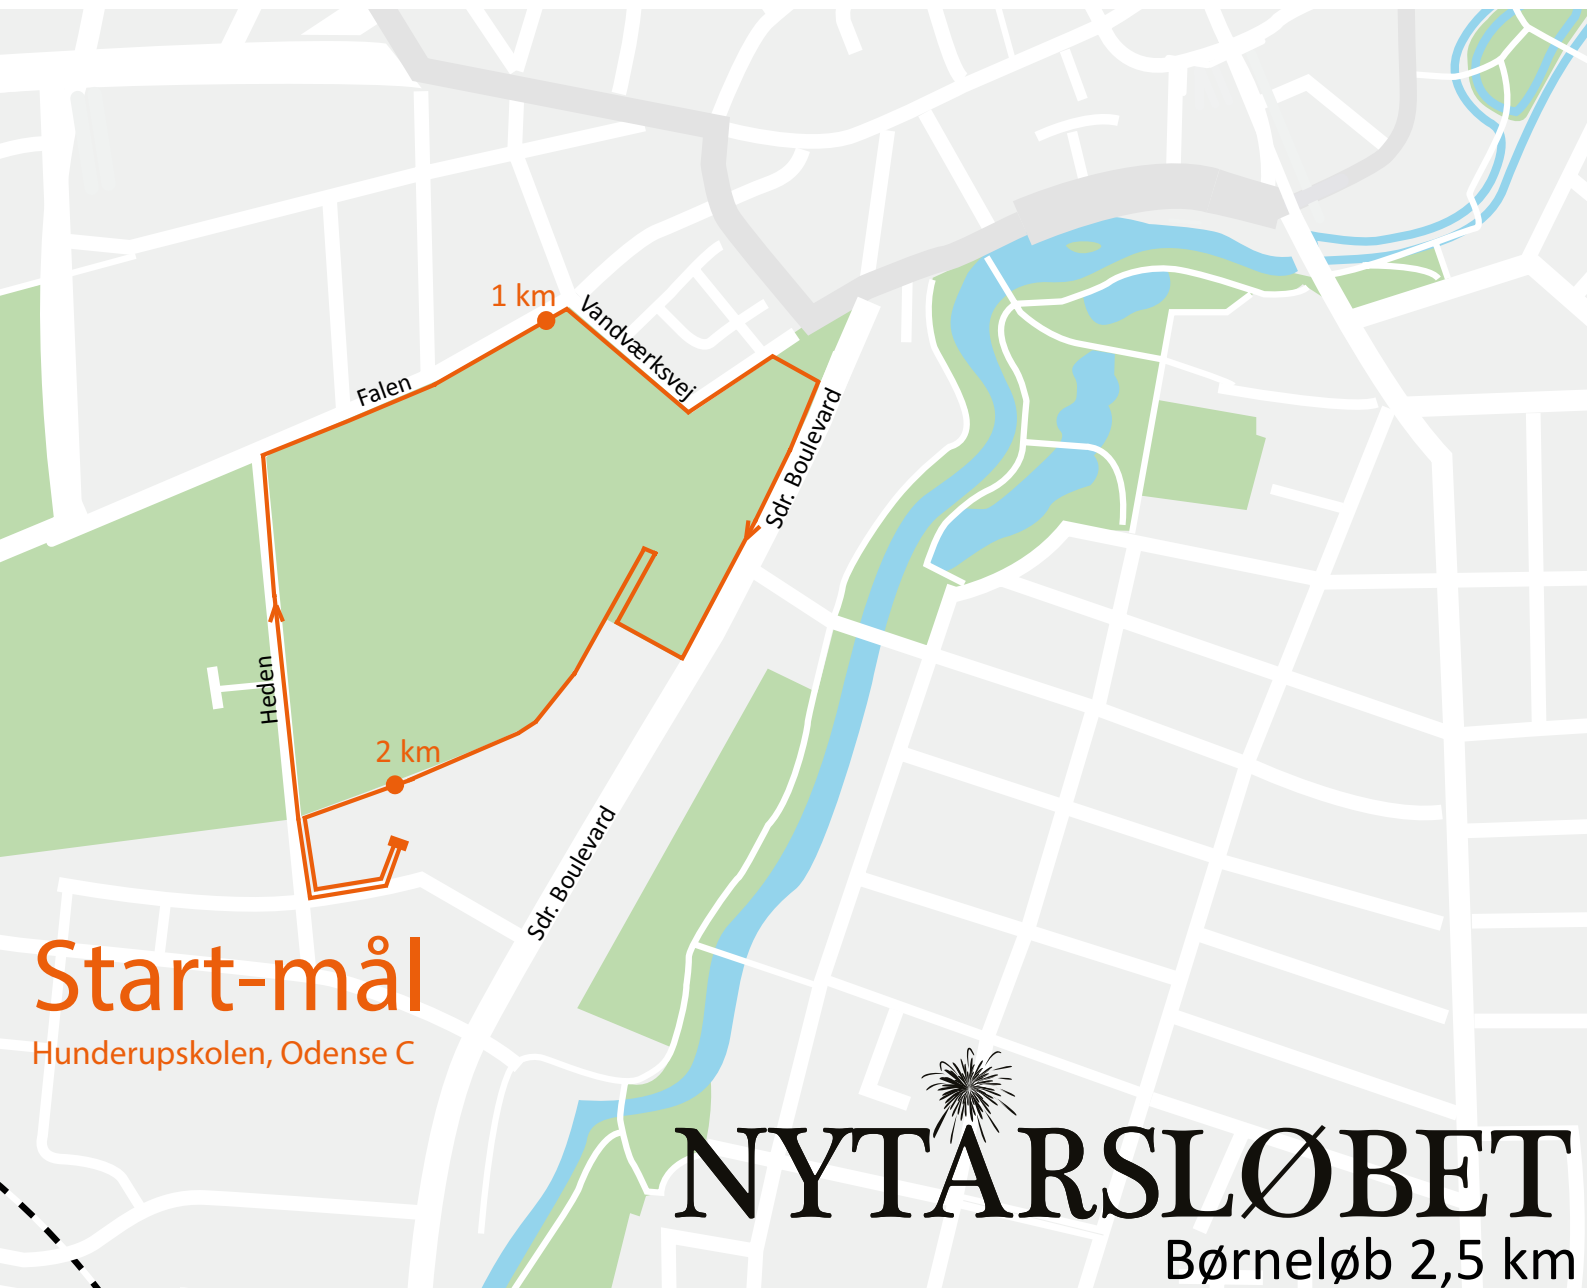 1 km
Vandværksvej
Falen
Sdr. Boulevard
Heden
2 km
Sdr. Boulevard
Start-mål
Hunderupskolen, Odense C
NYTÅRSLØBET
Børneløb 2,5 km